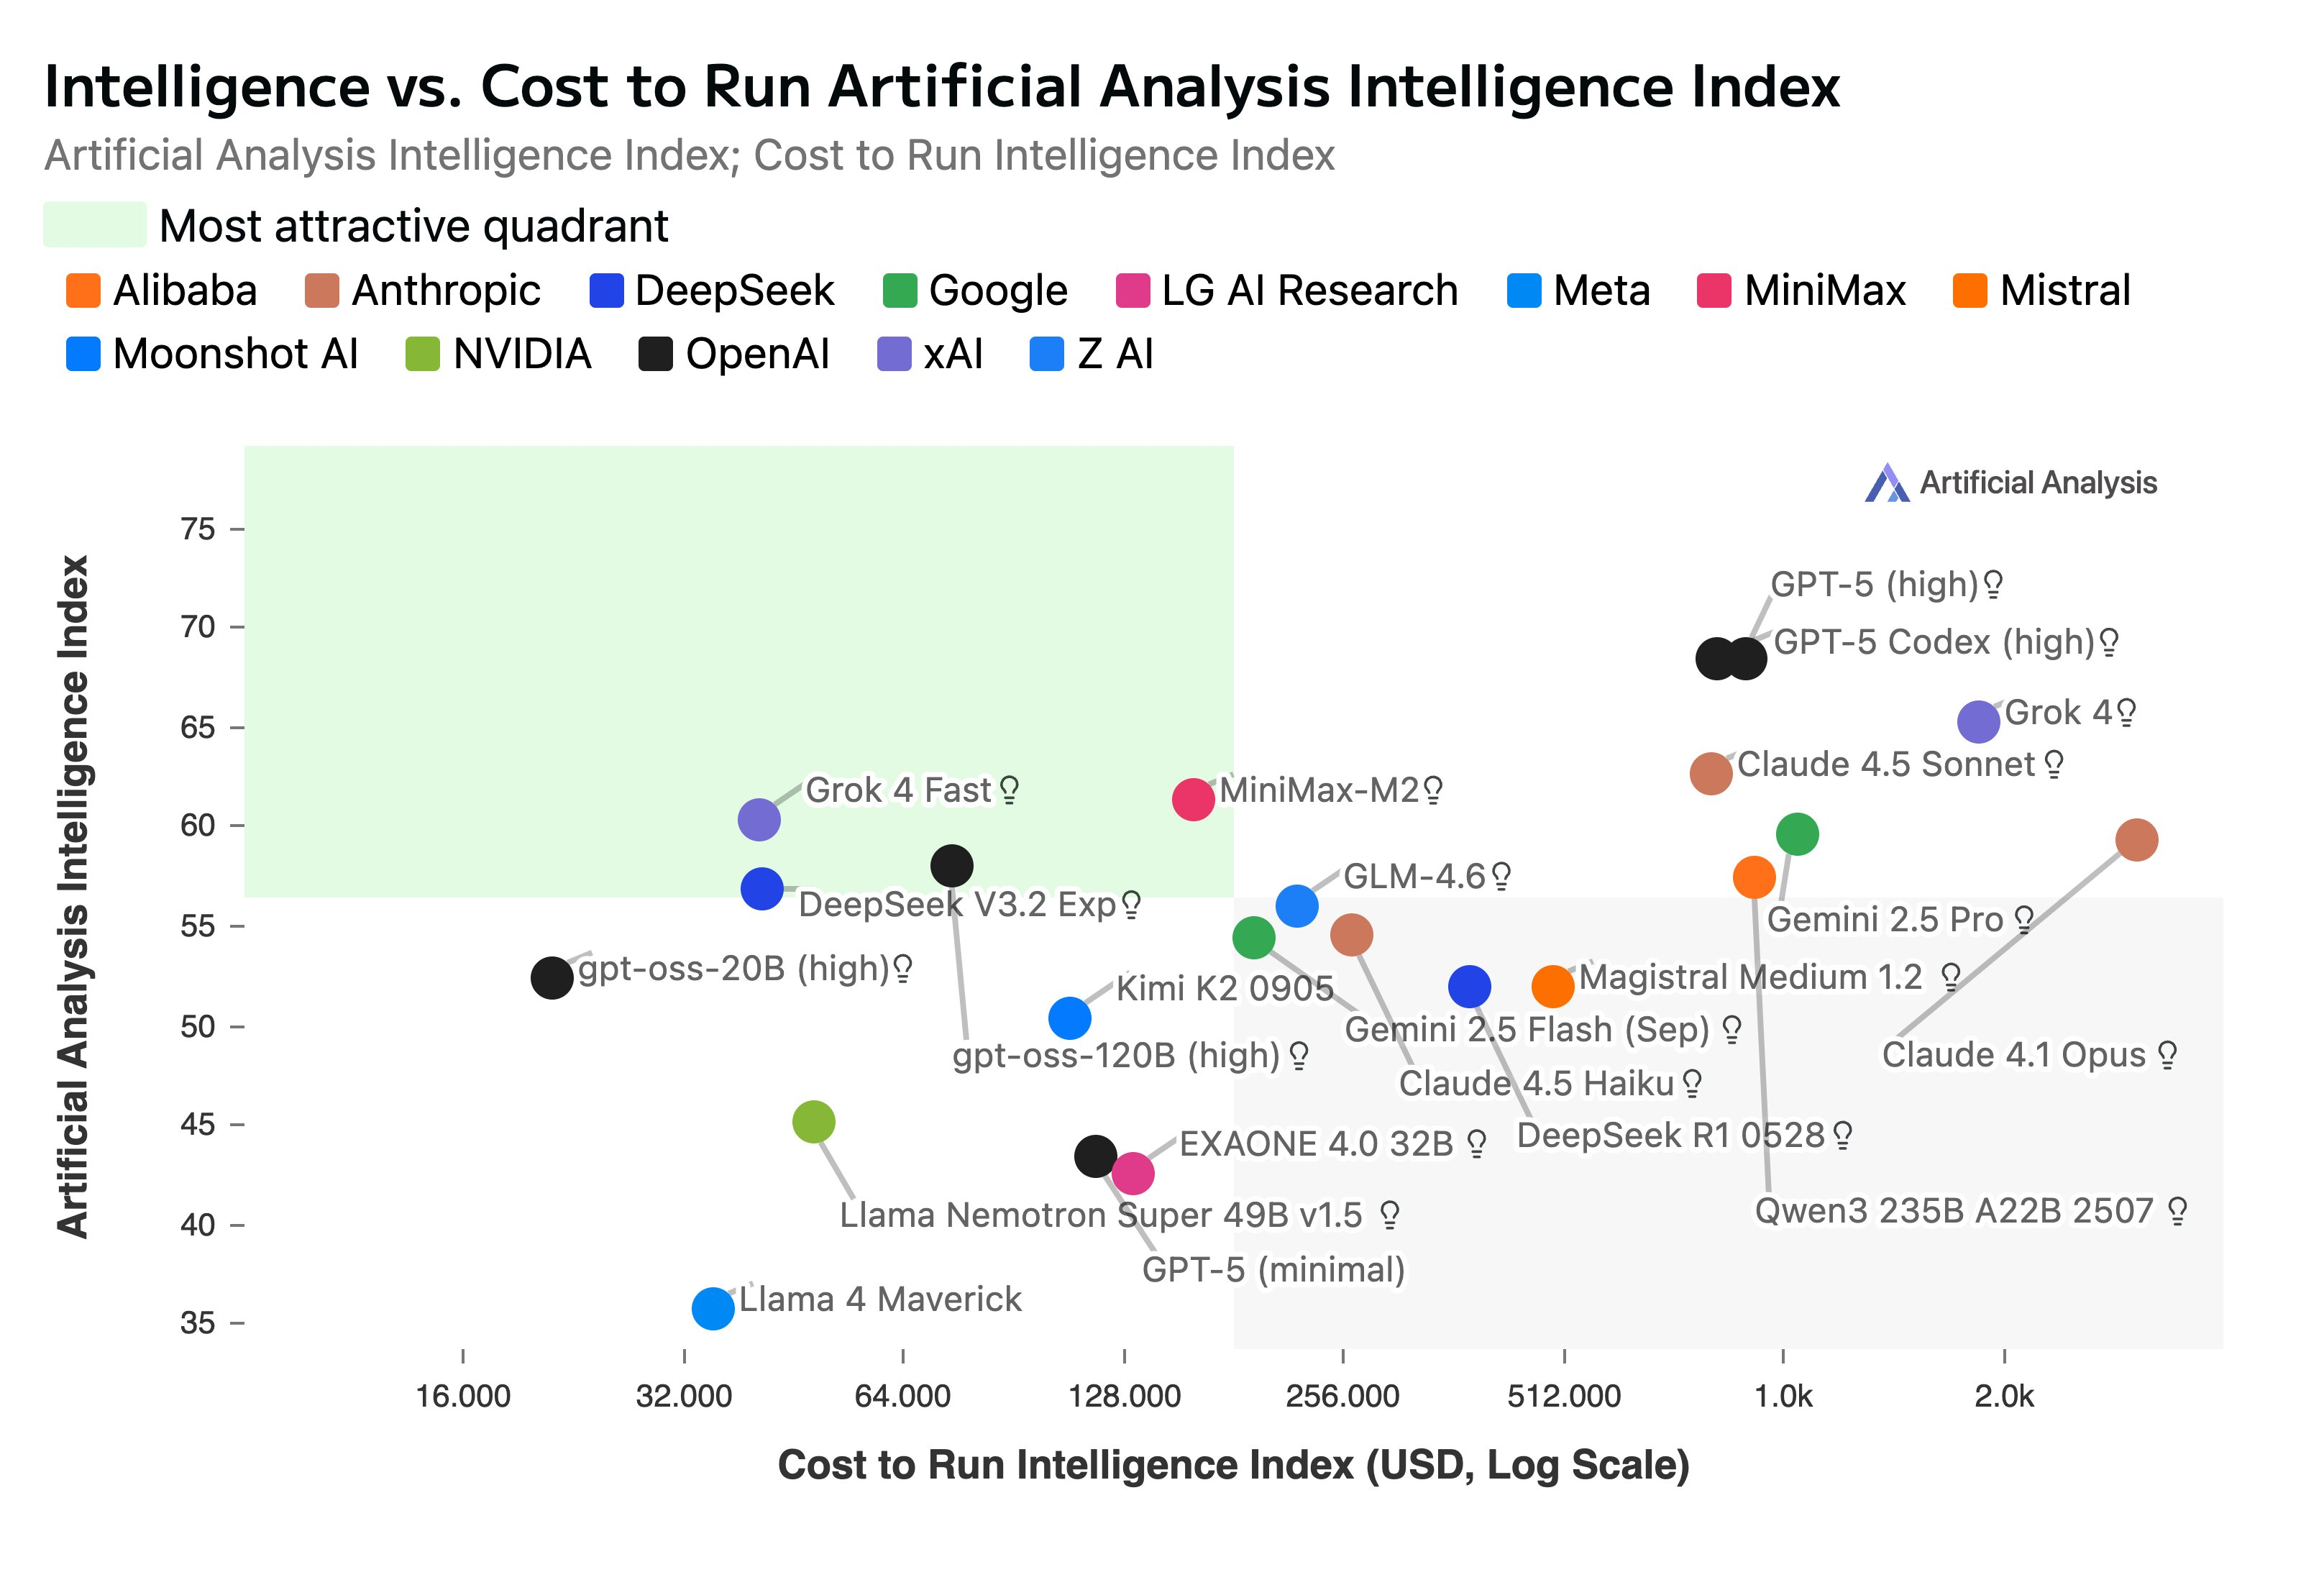 Intelligence vs. Cost to Run Artificial Analysis Intelligence Index
Artificial Analysis Intelligence Index; Cost to Run Intelligence Index
Most attractive quadrant
Alibaba Anthropic DeepSeek Google LG AI Research Meta MiniMax Mistral
Moonshot AI NVIDIA OpenAI xAI Z AI
Artificial Analysis
Artificial Analysis Intelligence Index
75
70
65
60
55
50
45
40
35
GPT-5 (high)
GPT-5 Codex (high)
Grok 4
Claude 4.5 Sonnet
Grok 4 Fast
MiniMax-M2
GLM-4.6
DeepSeek V3.2 Exp
Gemini 2.5 Pro
gpt-oss-20B (high)
Magistral Medium 1.2
Kimi K2 0905
Gemini 2.5 Flash (Sep)
gpt-oss-120B (high)
Claude 4.1 Opus
Claude 4.5 Haiku
DeepSeek R1 0528
EXAONE 4.0 32B
Qwen3 235B A22B 2507
Llama Nemotron Super 49B v1.5
GPT-5 (minimal)
Llama 4 Maverick
16.000 32.000 64.000 128.000 256.000 512.000 1.0k 2.0k
Cost to Run Intelligence Index (USD, Log Scale)